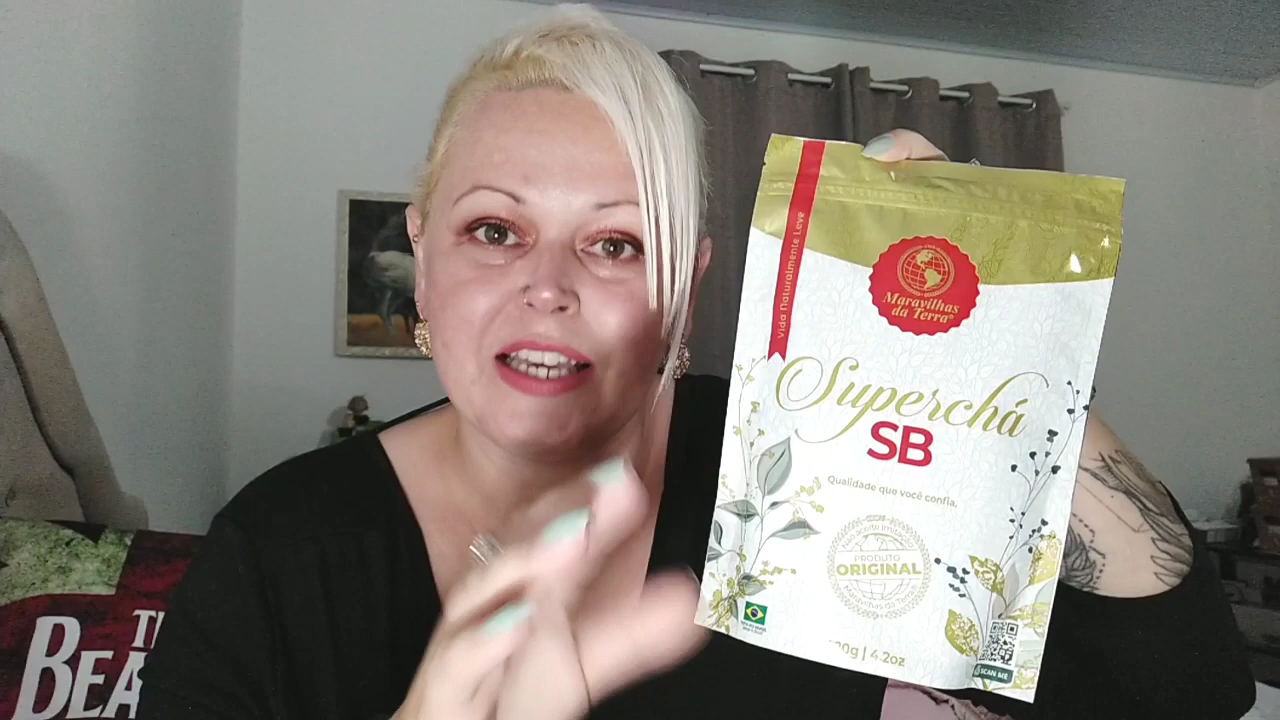 Vida Naturalmente Leve
Maravilhas
da Terra®
Superchá
SB
Qualidade que você confia.
PRODUTO
ORIGINAL
Maravilhas da Terra
4.2oz
SCAN ME
BEA